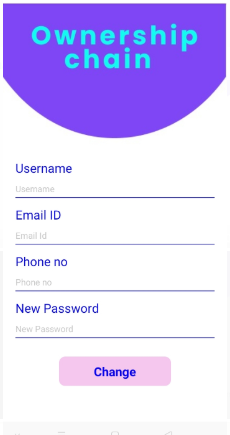 Ownership
chain
Username
Username
Email ID
Email Id
Phone no
Phone no
New Password
New Password
Change